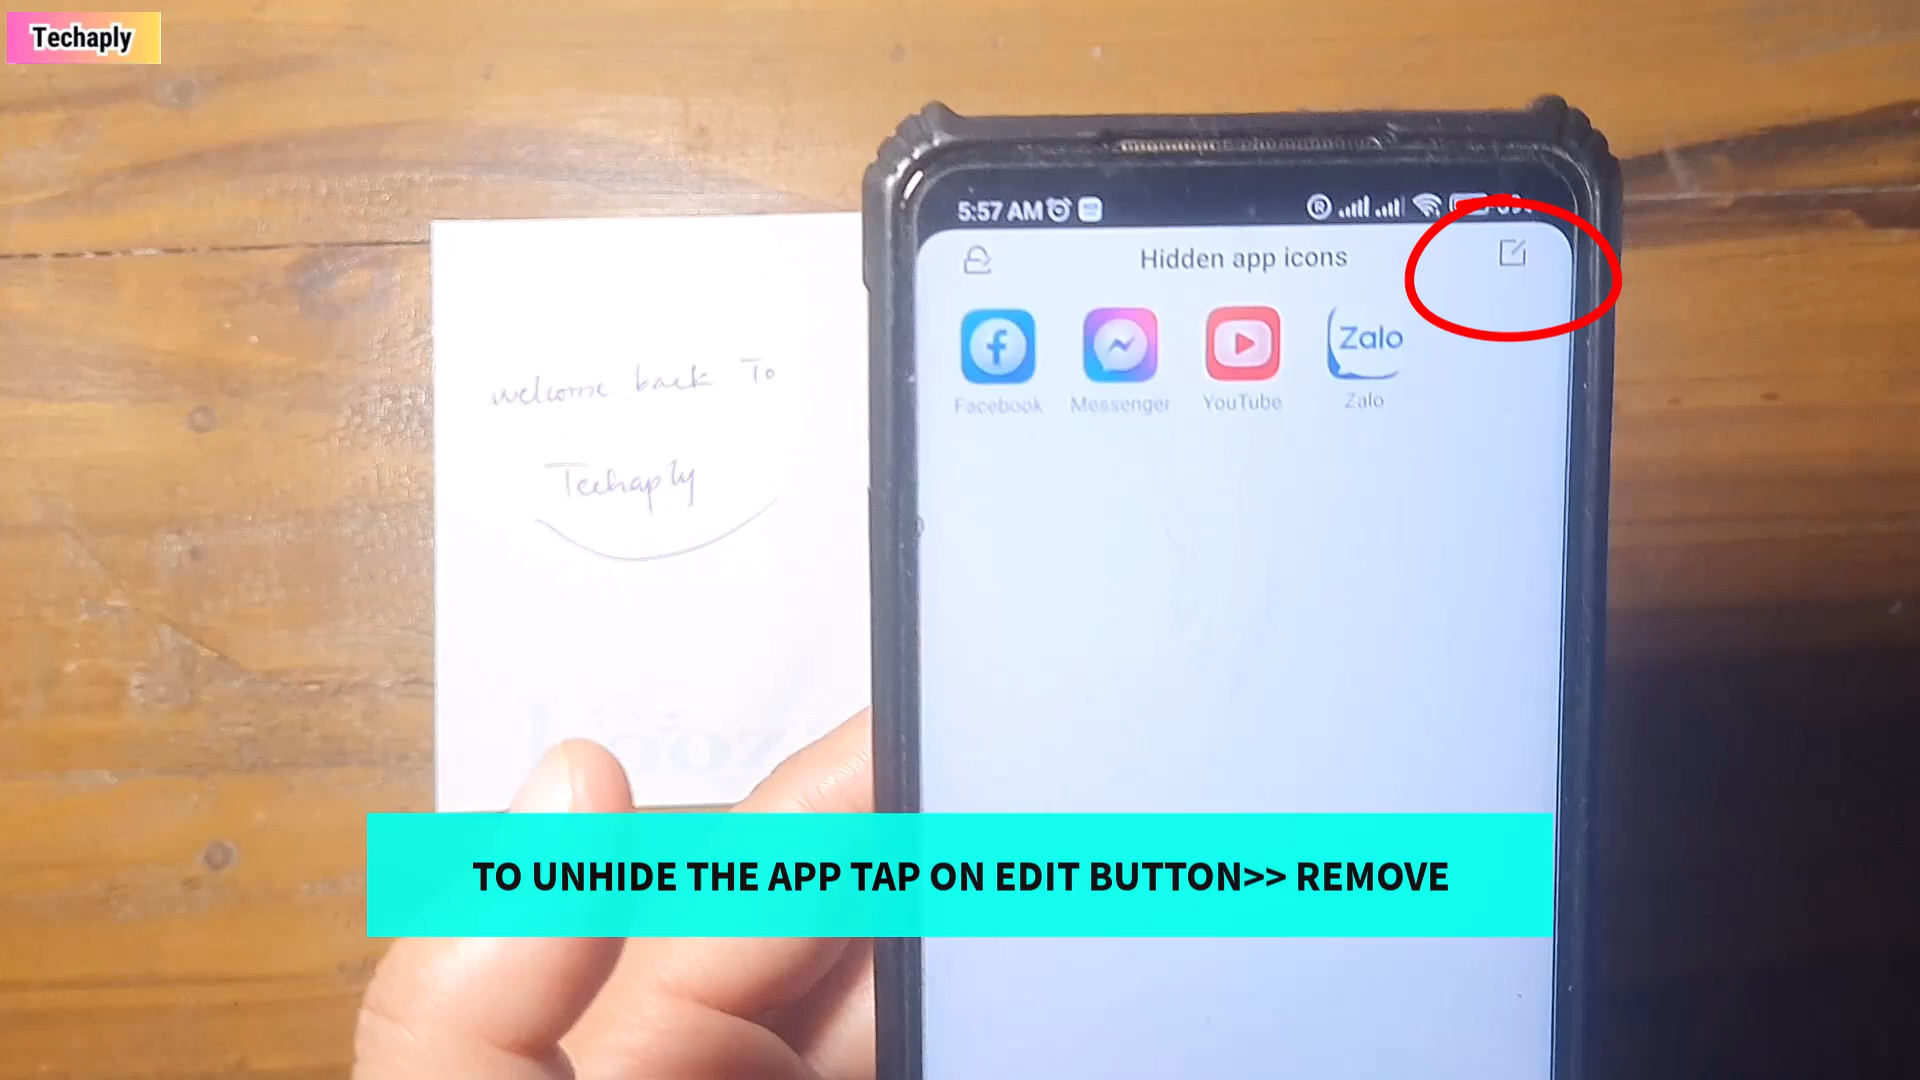 Techaply
5:57 AM
Hidden app icons
Zalo
Facebook Messenger YouTube Zalo
welcome back To
Techaply
TO UNHIDE THE APP TAP ON EDIT BUTTON>> REMOVE